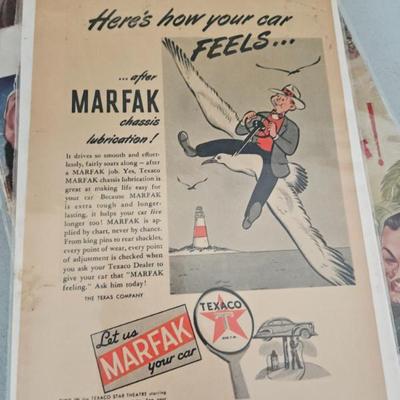 Here's how your car
FEELS...
...after
MARFAK
chassis
lubrication!
It drives so smooth and effort-
lessly, fairly soars along — after
a MARFAK job. Yes, Texaco
MARFAK chassis lubrication is
great at making life easy for
your car Because MARFAK
is extra tough and longer-
lasting, it helps your car live
longer too! MARFAK is ap-
plied by chart, never by chance.
From king pins to rear shackles,
every point of wear, every point
of adjustment is checked when
you ask your Texaco Dealer to
give your car that "MARFAK
feeling." Ask him today!
THE TEXAS COMPANY
Let us
MARFAK
your car
TEXACO
T
the TEXACO STAR THEATRE starring